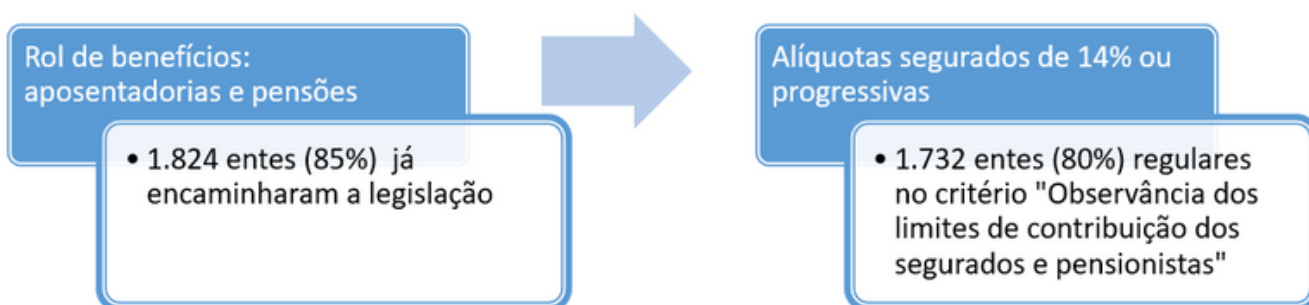 Rol de benefícios:
aposentadorias e pensões
• 1.824 entes (85%) já
encaminharam a legislação
Alíquotas segurados de 14% ou
progressivas
• 1.732 entes (80%) regulares
no critério "Observância dos
limites de contribuição dos
segurados e pensionistas"